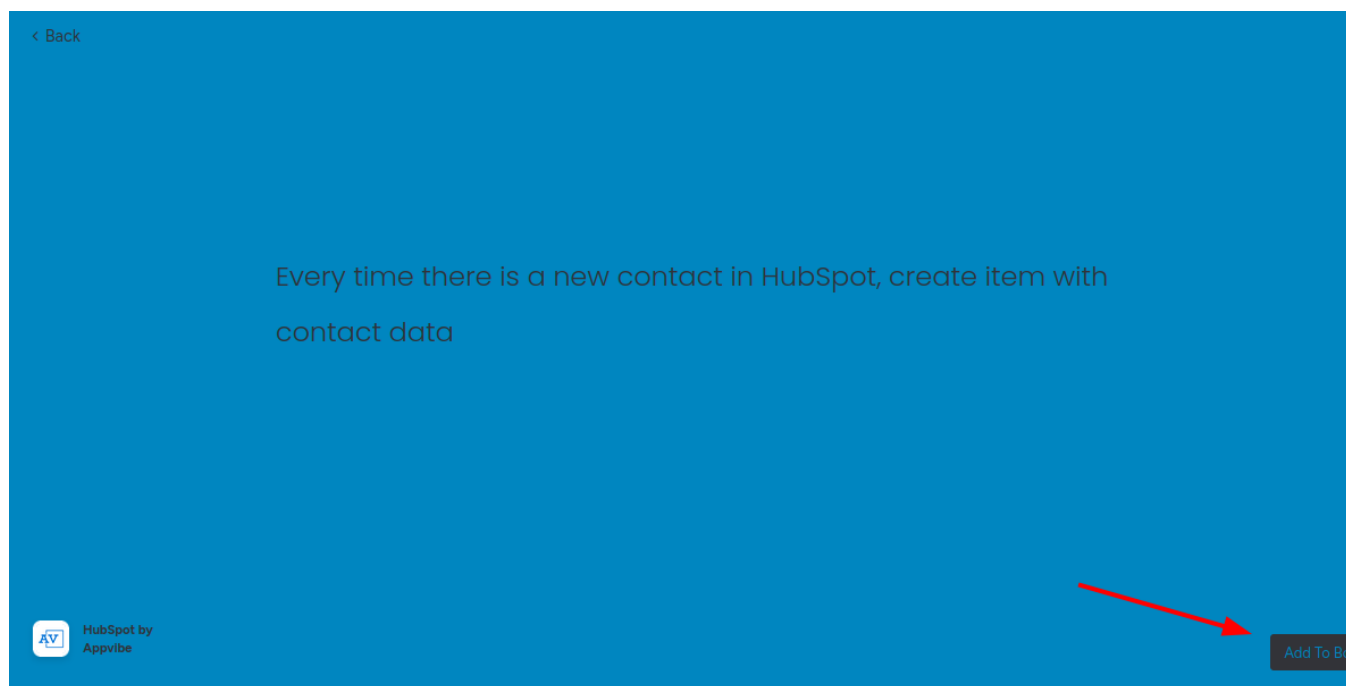 < Back
Every time there is a new contact in HubSpot, create item with
contact data
HubSpot by
AV
Appvibe
Add To